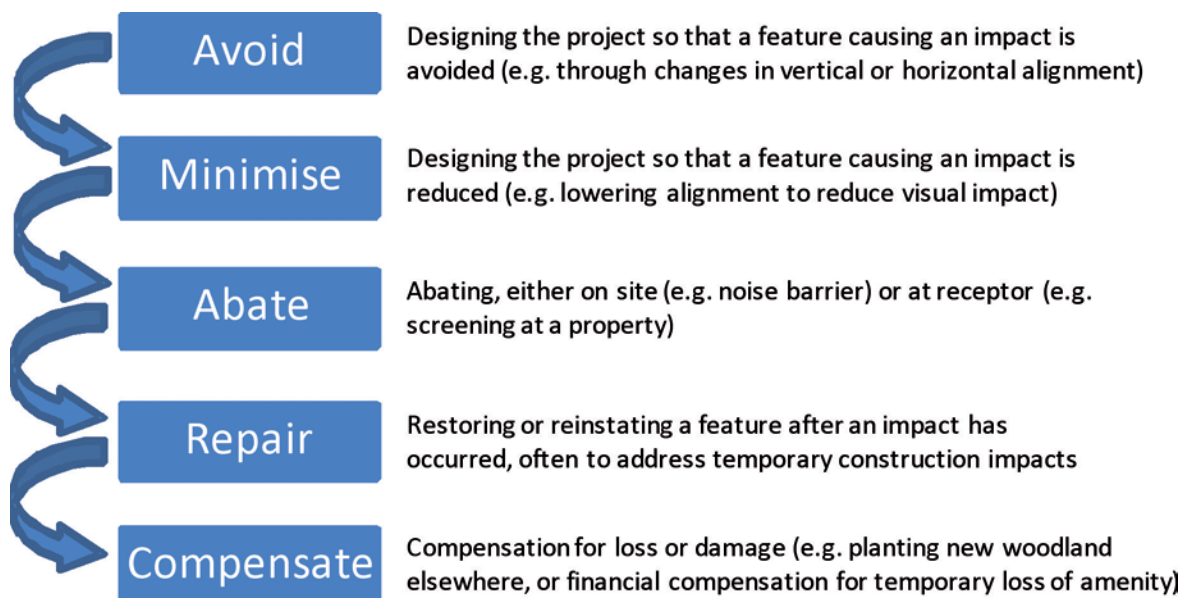 Avoid
Designing the project so that a feature causing an impact is
avoided (e.g. through changes in vertical or horizontal alignment)
Minimise
Designing the project so that a feature causing an impact is
reduced (e.g. lowering alignment to reduce visual impact)
Abate
Abating, either on site (e.g. noise barrier) or at receptor (e.g.
screening at a property)
Repair
Restoring or reinstating a feature after an impact has
occurred, often to address temporary construction impacts
Compensate
Compensation for loss or damage (e.g. planting new woodland
elsewhere, or financial compensation for temporary loss of amenity)